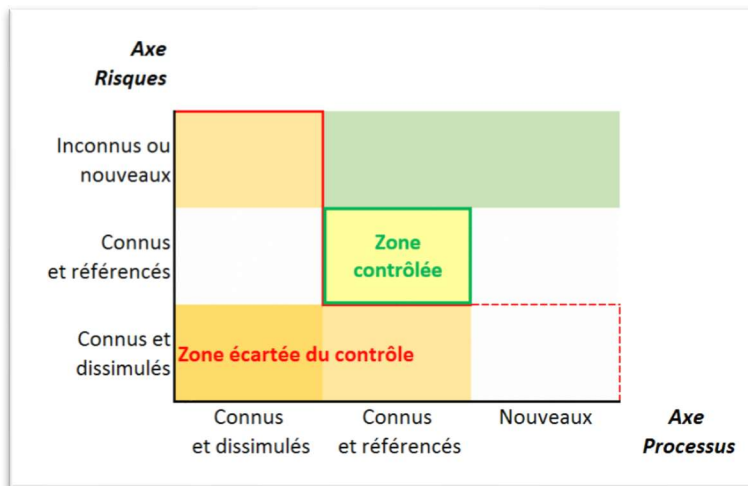 Axe
Risques
Inconnus ou
nouveaux
Connus
et référencés
Zone
contrôlée
Connus et
dissimulés
Zone écartée du contrôle
Connus
et dissimulés
Connus
et référencés
Nouveaux
Axe
Processus